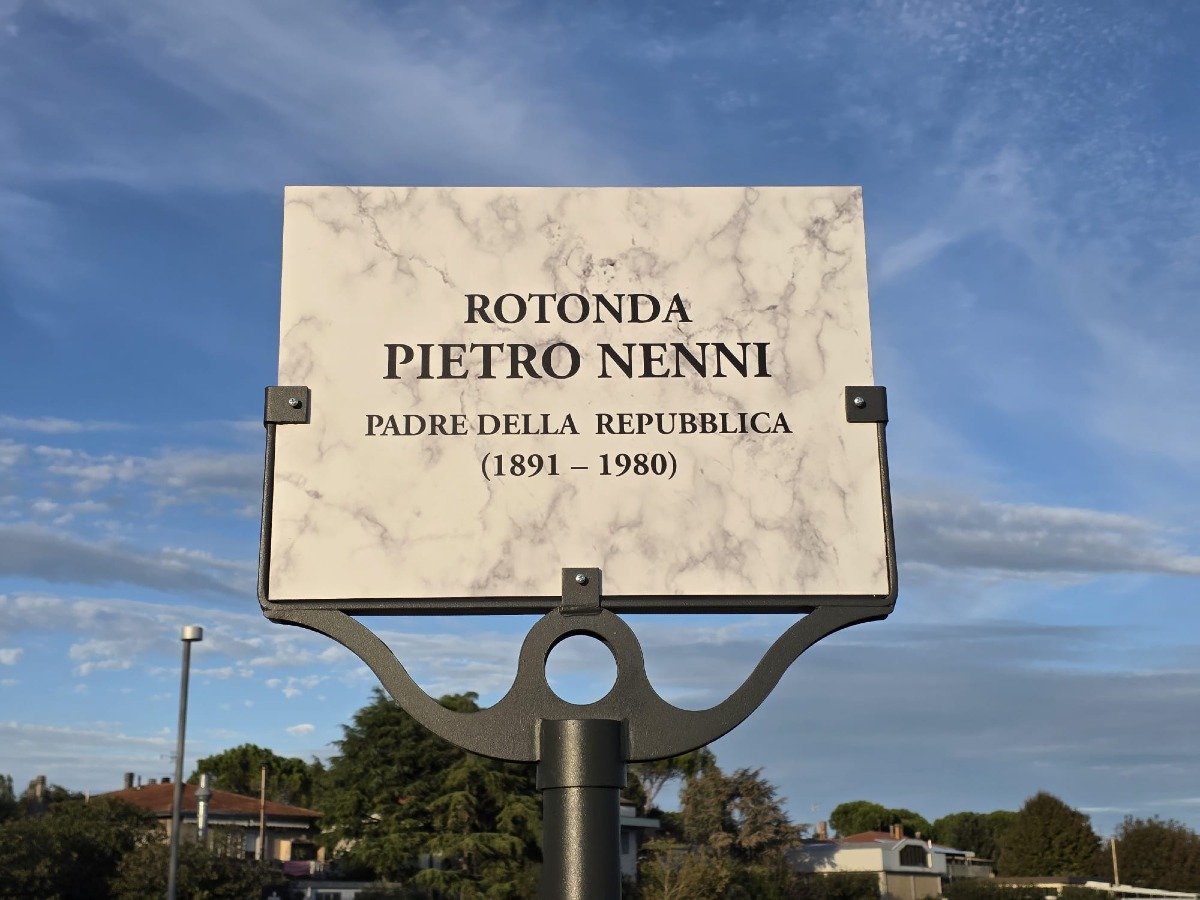 ROTONDA
PIETRO NENNI
PADRE DELLA REPUBBLICA
(1891 – 1980)